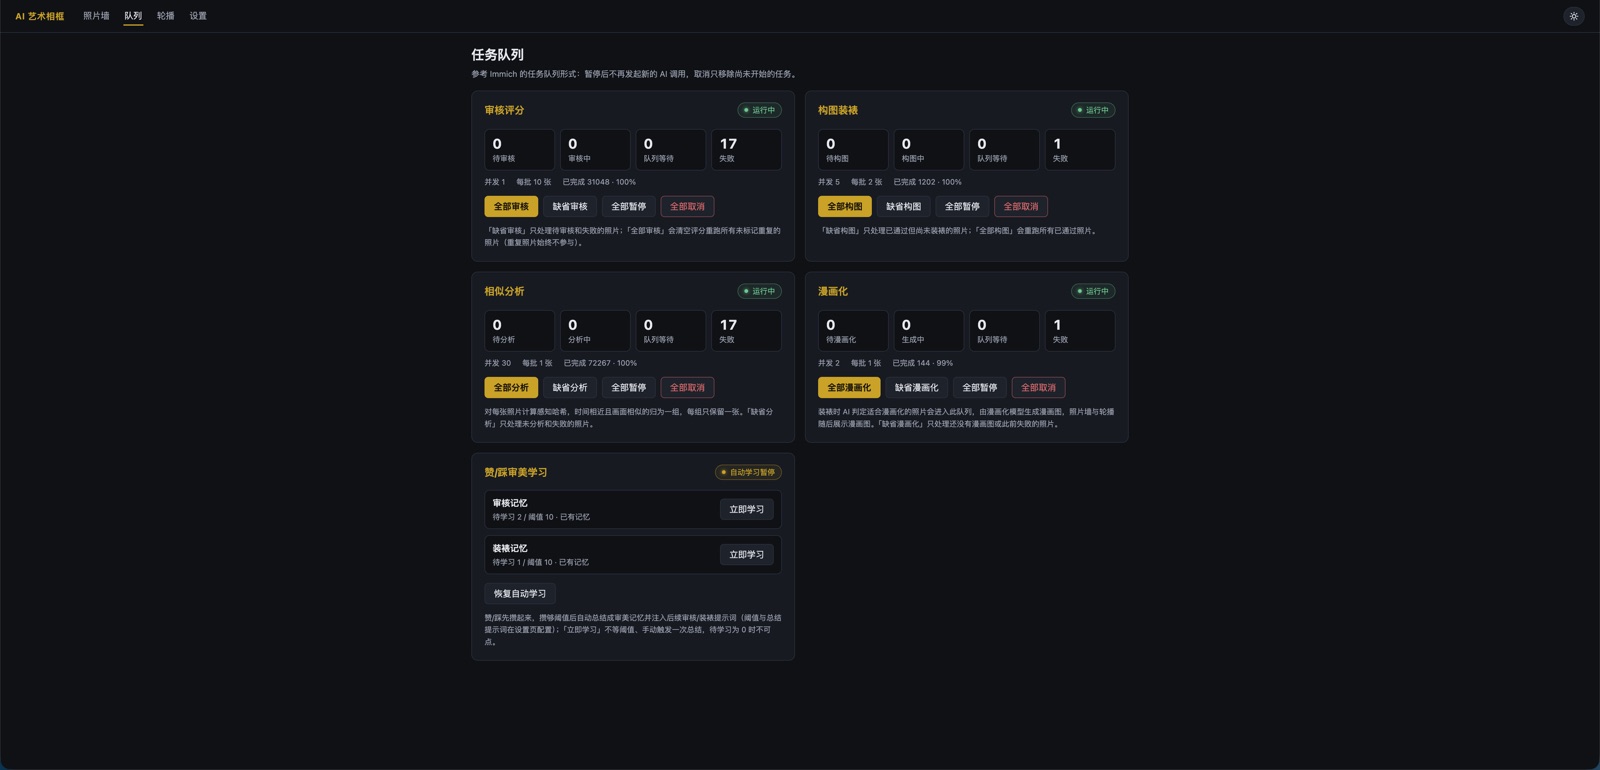 AI 艺术相框 照片墙 队列 轮播 设置
任务队列
参考 Immich 的任务队列形式：暂停后不再发起新的 AI 调用，取消只移除尚未开始的任务。
审核评分 运行中
0 0 0 17
待审核 审核中 队列等待 失败
并发 1 每批 10 张 已完成 31048 · 100%
全部审核 缺省审核 全部暂停 全部取消
「缺省审核」只处理待审核和失败的照片；「全部审核」会清空评分重跑所有未标记重复的
照片（重复照片始终不参与）。
构图装裱 运行中
0 0 0 1
待构图 构图中 队列等待 失败
并发 5 每批 2 张 已完成 1202 · 100%
全部构图 缺省构图 全部暂停 全部取消
「缺省构图」只处理已通过但尚未装裱的照片；「全部构图」会重跑所有已通过照片。
相似分析 运行中
0 0 0 17
待分析 分析中 队列等待 失败
并发 30 每批 1 张 已完成 72267 · 100%
全部分析 缺省分析 全部暂停 全部取消
对每张照片计算感知哈希，时间相近且画面相似的归为一组，每组只保留一张。「缺省分
析」只处理未分析和失败的照片。
漫画化 运行中
0 0 0 1
待漫画化 生成中 队列等待 失败
并发 2 每批 1 张 已完成 144 · 99%
全部漫画化 缺省漫画化 全部暂停 全部取消
装裱时 AI 判定适合漫画化的照片会进入此队列，由漫画化模型生成漫画图，照片墙与轮播
随后展示漫画图。「缺省漫画化」只处理还没有漫画图或此前失败的照片。
赞/踩审美学习 自动学习暂停
审核记忆
待学习 2 / 阈值 10 · 已有记忆
立即学习
装裱记忆
待学习 1 / 阈值 10 · 已有记忆
立即学习
恢复自动学习
赞/踩先攒起来，攒够阈值后自动总结成审美记忆并注入后续审核/装裱提示词（阈值与总结
提示词在设置页配置）；「立即学习」不等阈值、手动触发一次总结，待学习为 0 时不可
点。